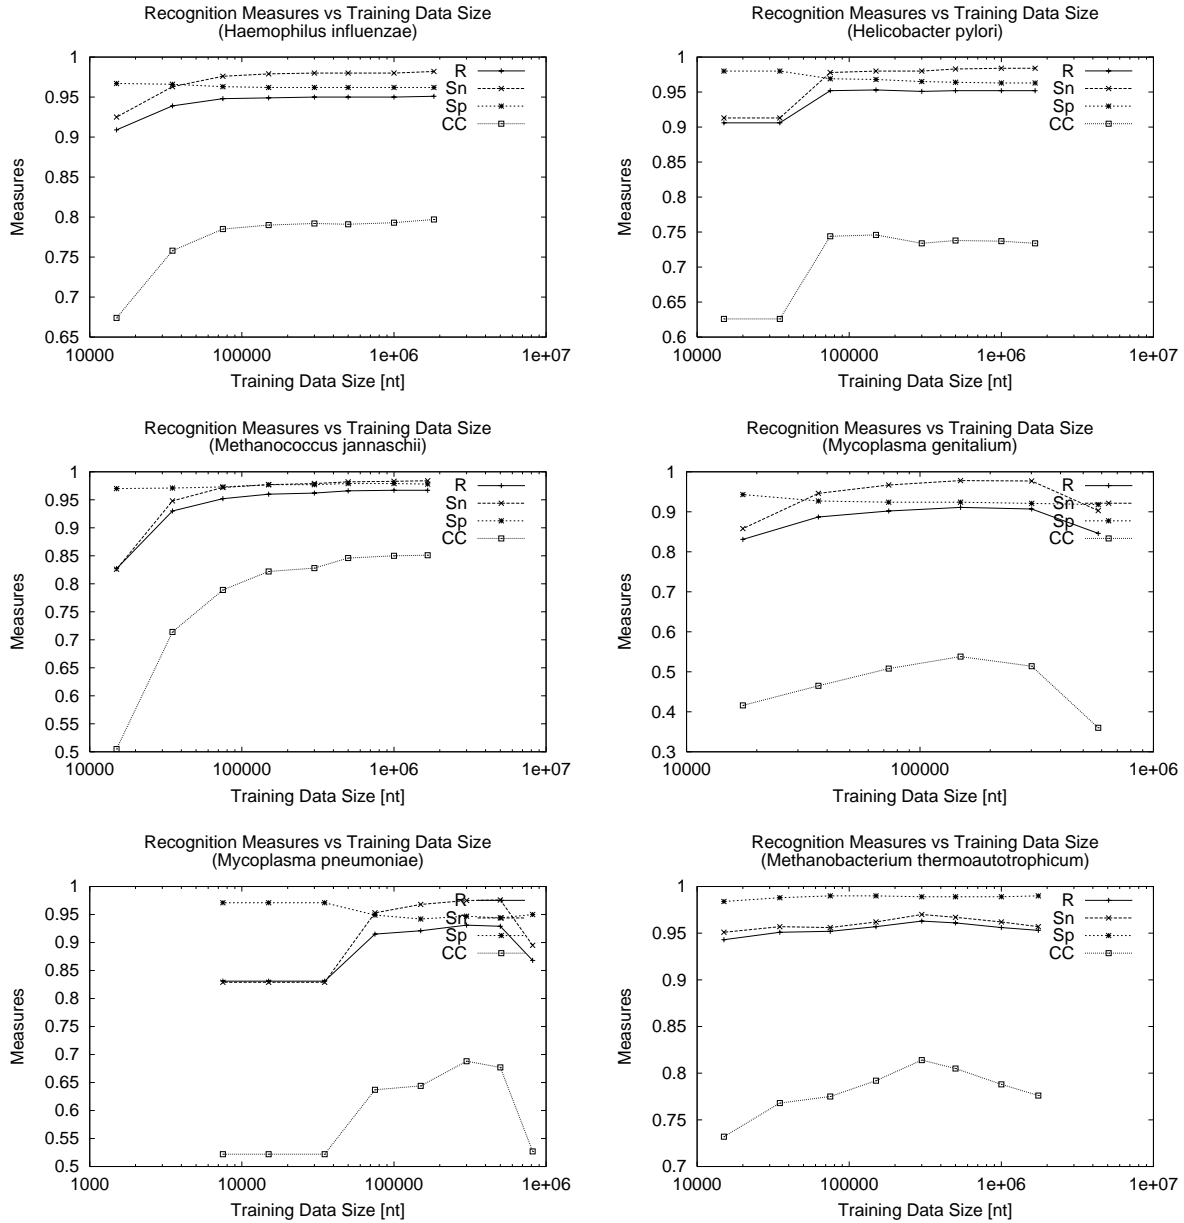 Recognition Measures vs Training Data Size
(Haemophilus influenzae)
1
0.95
0.9
0.85
0.8
0.75
0.7
0.65
Measures
R
Sn
Sp
CC
10000
100000
1e+06
1e+07
Training Data Size [nt]
Recognition Measures vs Training Data Size
(Helicobacter pylori)
1
0.95
0.9
0.85
0.8
0.75
0.7
0.65
0.6
Measures
R
Sn
Sp
CC
10000
100000
1e+06
1e+07
Training Data Size [nt]
Recognition Measures vs Training Data Size
(Methanococcus jannaschii)
1
0.95
0.9
0.85
0.8
0.75
0.7
0.65
0.6
0.55
0.5
Measures
R
Sn
Sp
CC
10000
100000
1e+06
1e+07
Training Data Size [nt]
Recognition Measures vs Training Data Size
(Mycoplasma genitalium)
1
0.9
0.8
0.7
0.6
0.5
0.4
0.3
Measures
R
Sn
Sp
CC
10000
100000
1e+06
Training Data Size [nt]
Recognition Measures vs Training Data Size
(Mycoplasma pneumoniae)
1
0.95
0.9
0.85
0.8
0.75
0.7
0.65
0.6
0.55
0.5
Measures
R
Sn
Sp
CC
1000
10000
100000
1e+06
Training Data Size [nt]
Recognition Measures vs Training Data Size
(Methanobacterium thermoautotrophicum)
1
0.95
0.9
0.85
0.8
0.75
0.7
Measures
R
Sn
Sp
CC
10000
100000
1e+06
1e+07
Training Data Size [nt]